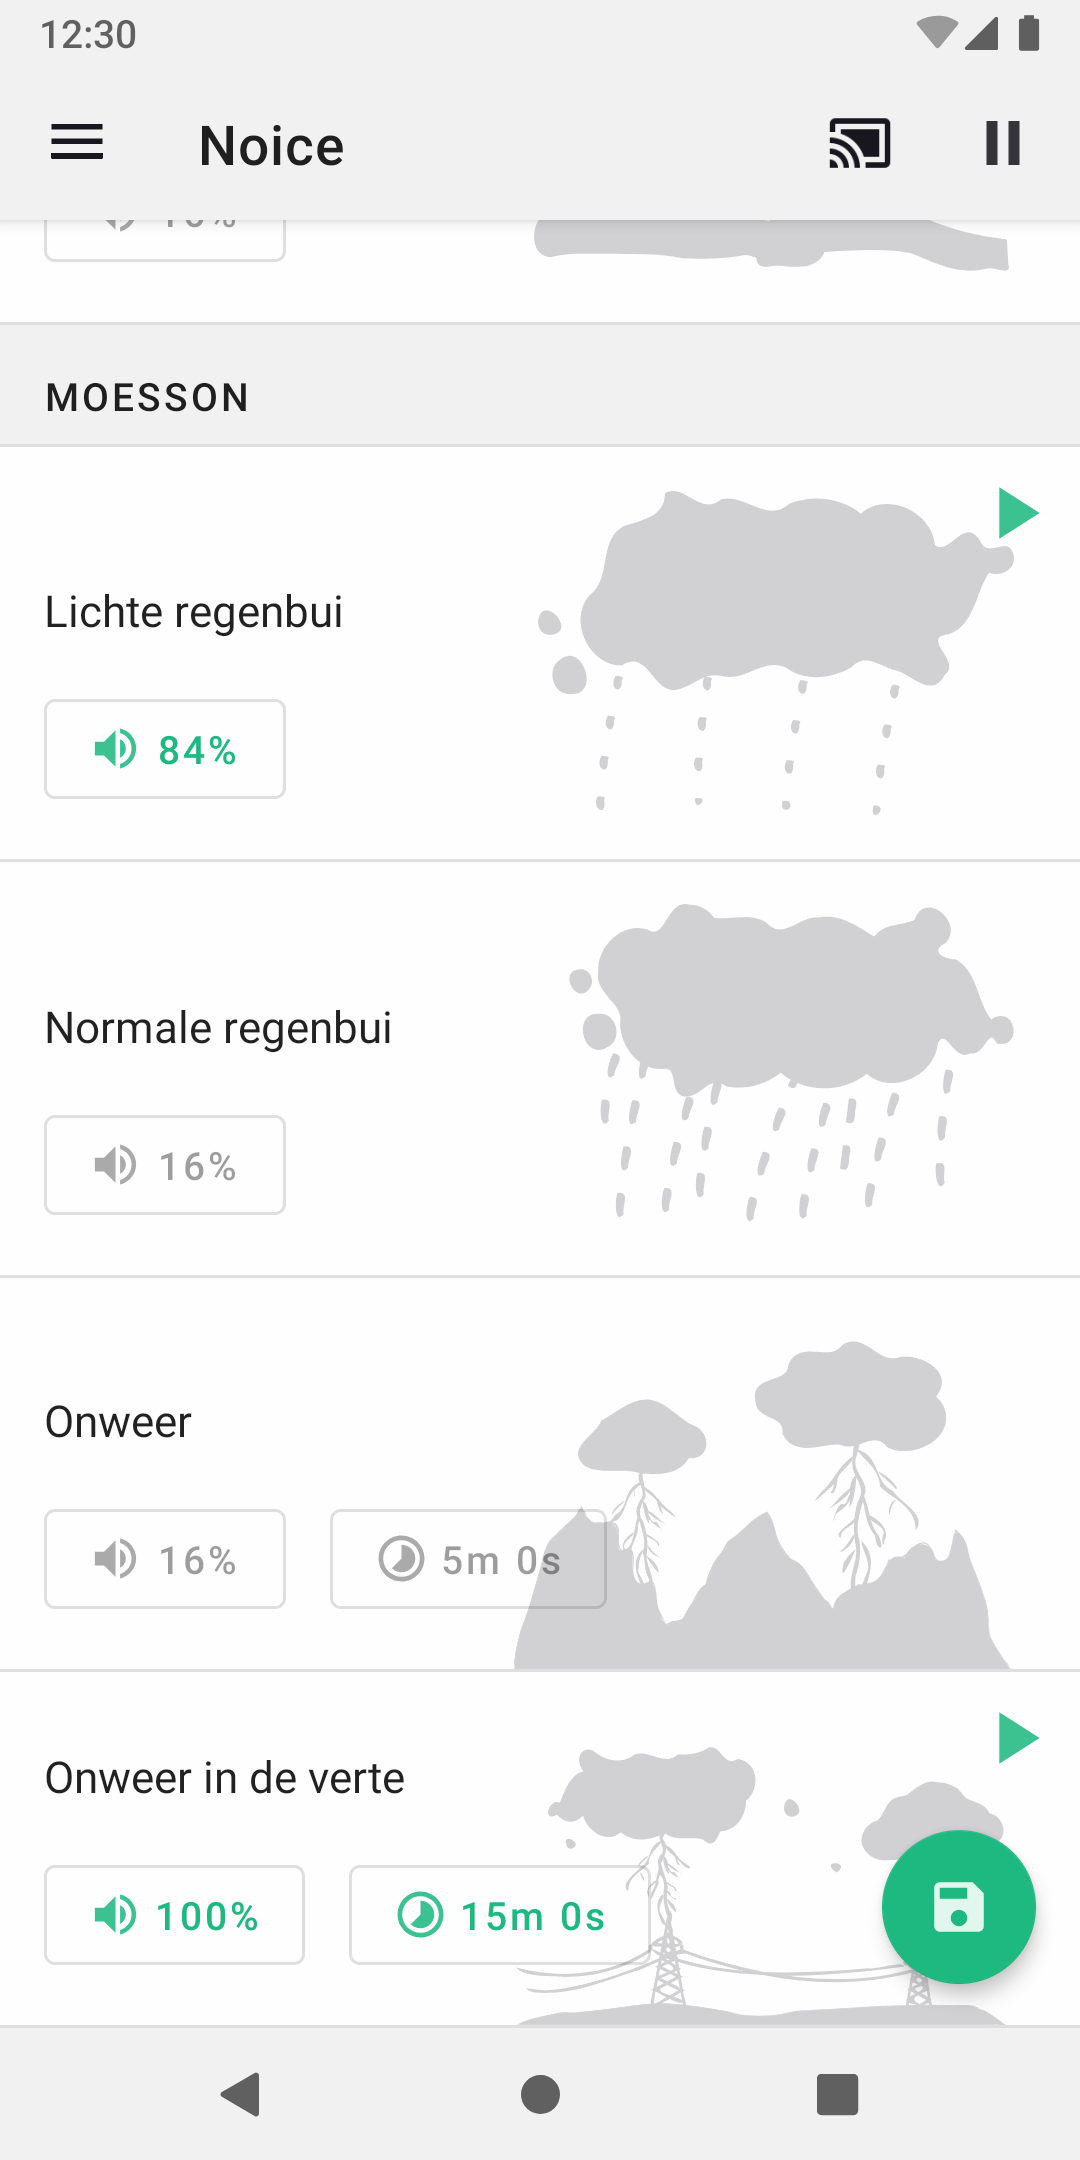 12:30
Noice
MOESSON
Lichte regenbui
84%
Normale regenbui
16%
Onweer
16% 5m 0s
Onweer in de verte
100% 15m 0s